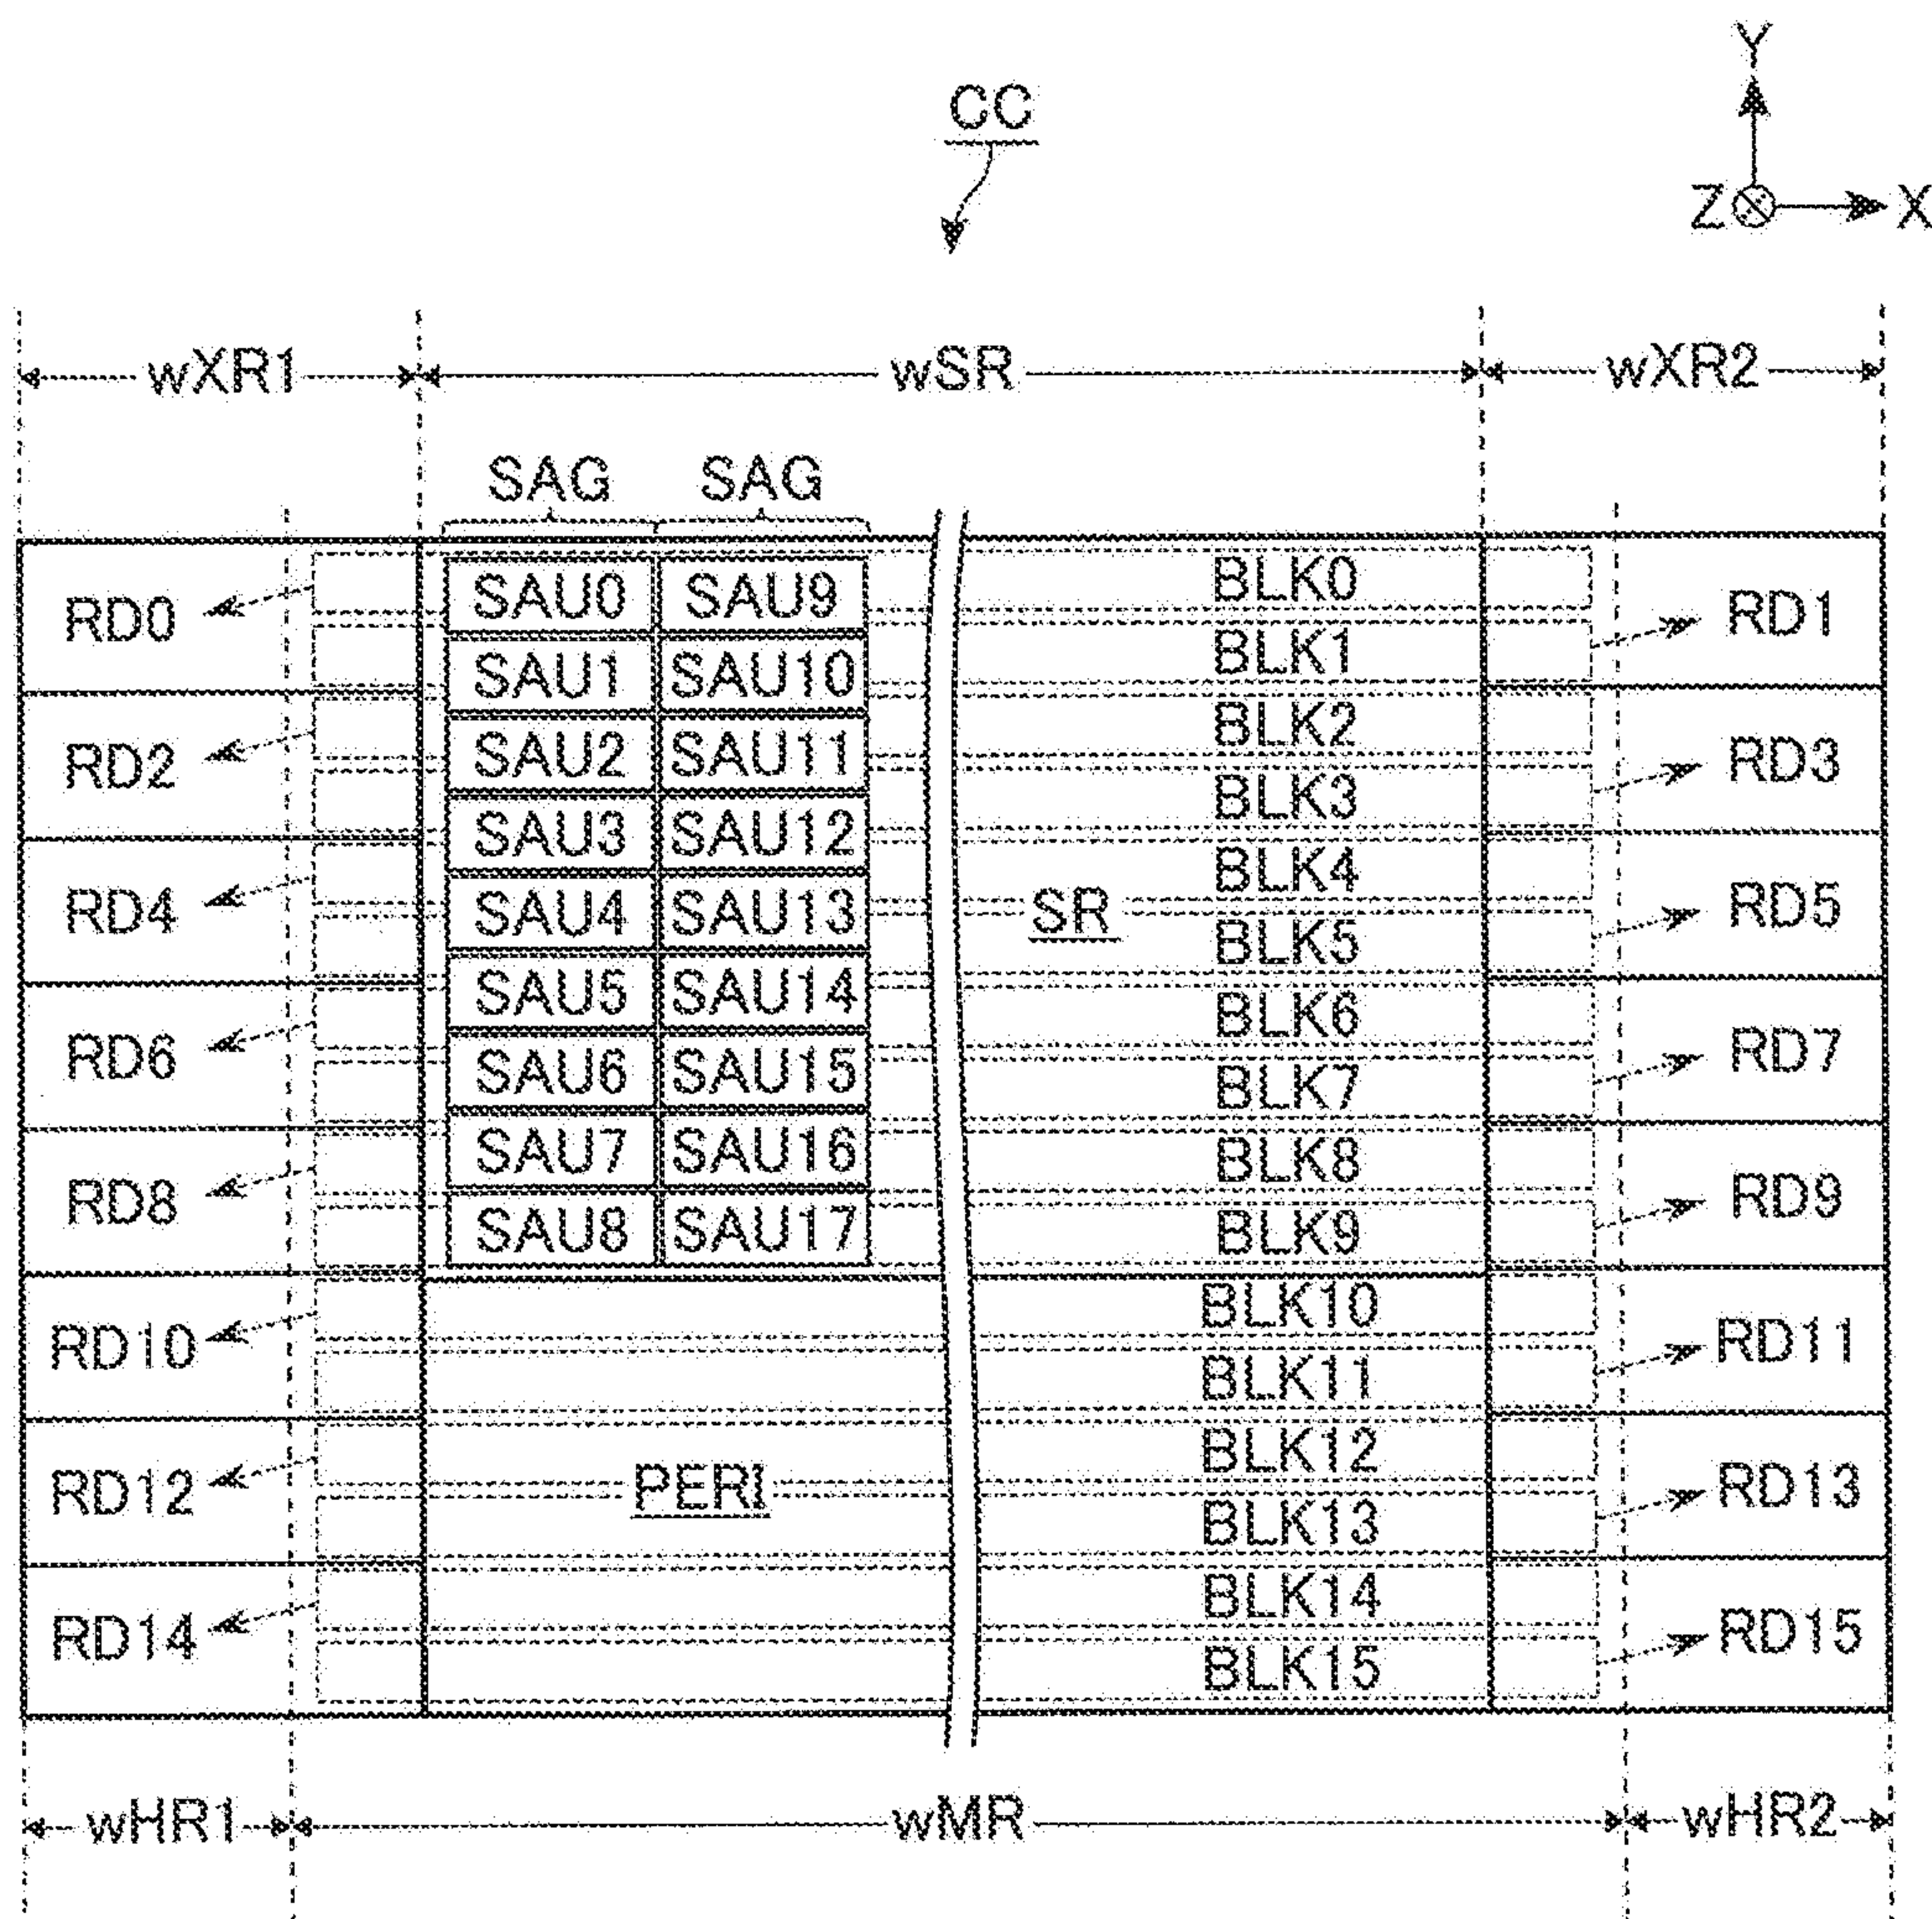 Y
CC
Z X
wXR1 wSR wXR2
SAG SAG
RD0 SAU0 SAU9 BLK0 RD1
SAU1 SAU10 BLK1
RD2 SAU2 SAU11 BLK2 RD3
SAU3 SAU12 BLK3
RD4 SAU4 SAU13 SR BLK4 RD5
SAU5 SAU14 BLK5
RD6 SAU6 SAU15 BLK6 RD7
BLK7
RD8 SAU7 SAU16 BLK8 RD9
SAU8 SAU17 BLK9
RD10 BLK10 RD11
BLK11
RD12 PERI BLK12 RD13
BLK13
RD14 BLK14 RD15
BLK15
wHR1 wMR wHR2